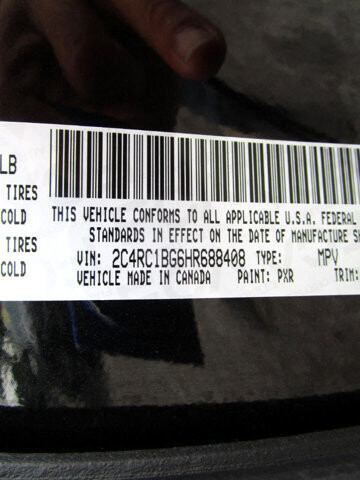 LB
TIRES
COLD
TIRES
COLD
THIS VEHICLE CONFORMS TO ALL APPLICABLE U.S.A. FEDERAL
STANDARDS IN EFFECT ON THE DATE OF MANUFACTURE SH
VIN: 2C4RC1BG6HR688408 TYPE: MPV
VEHICLE MADE IN CANADA PAINT: PXR TRIM: